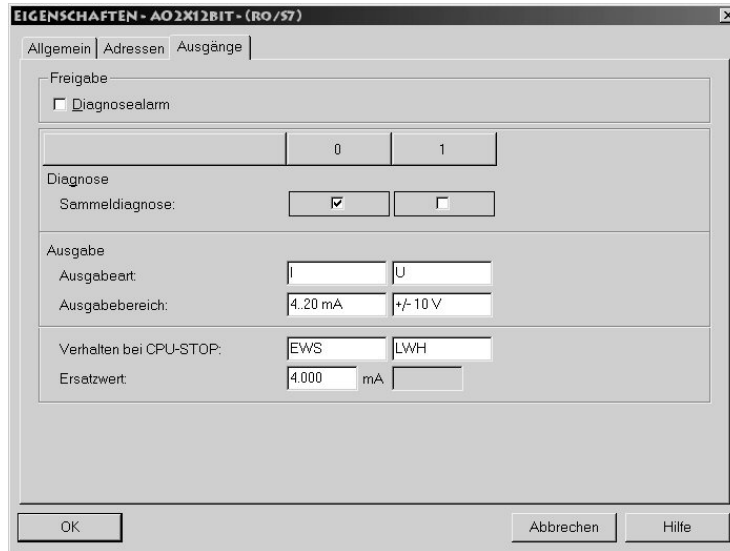 EIGENSCHAFTEN - AO2X12BIT - (R0/S7)
Allgemein Adressen Ausgänge
Freigabe
Diagnosealarm
0 1
Diagnose
Sammeldiagnose:
Ausgabe
Ausgabeart: I U
Ausgabebereich: 4..20 mA +/- 10 V
Verhalten bei CPU-STOP: EWS LWH
Ersatzwert: 4.000 mA
OK Abbrechen Hilfe